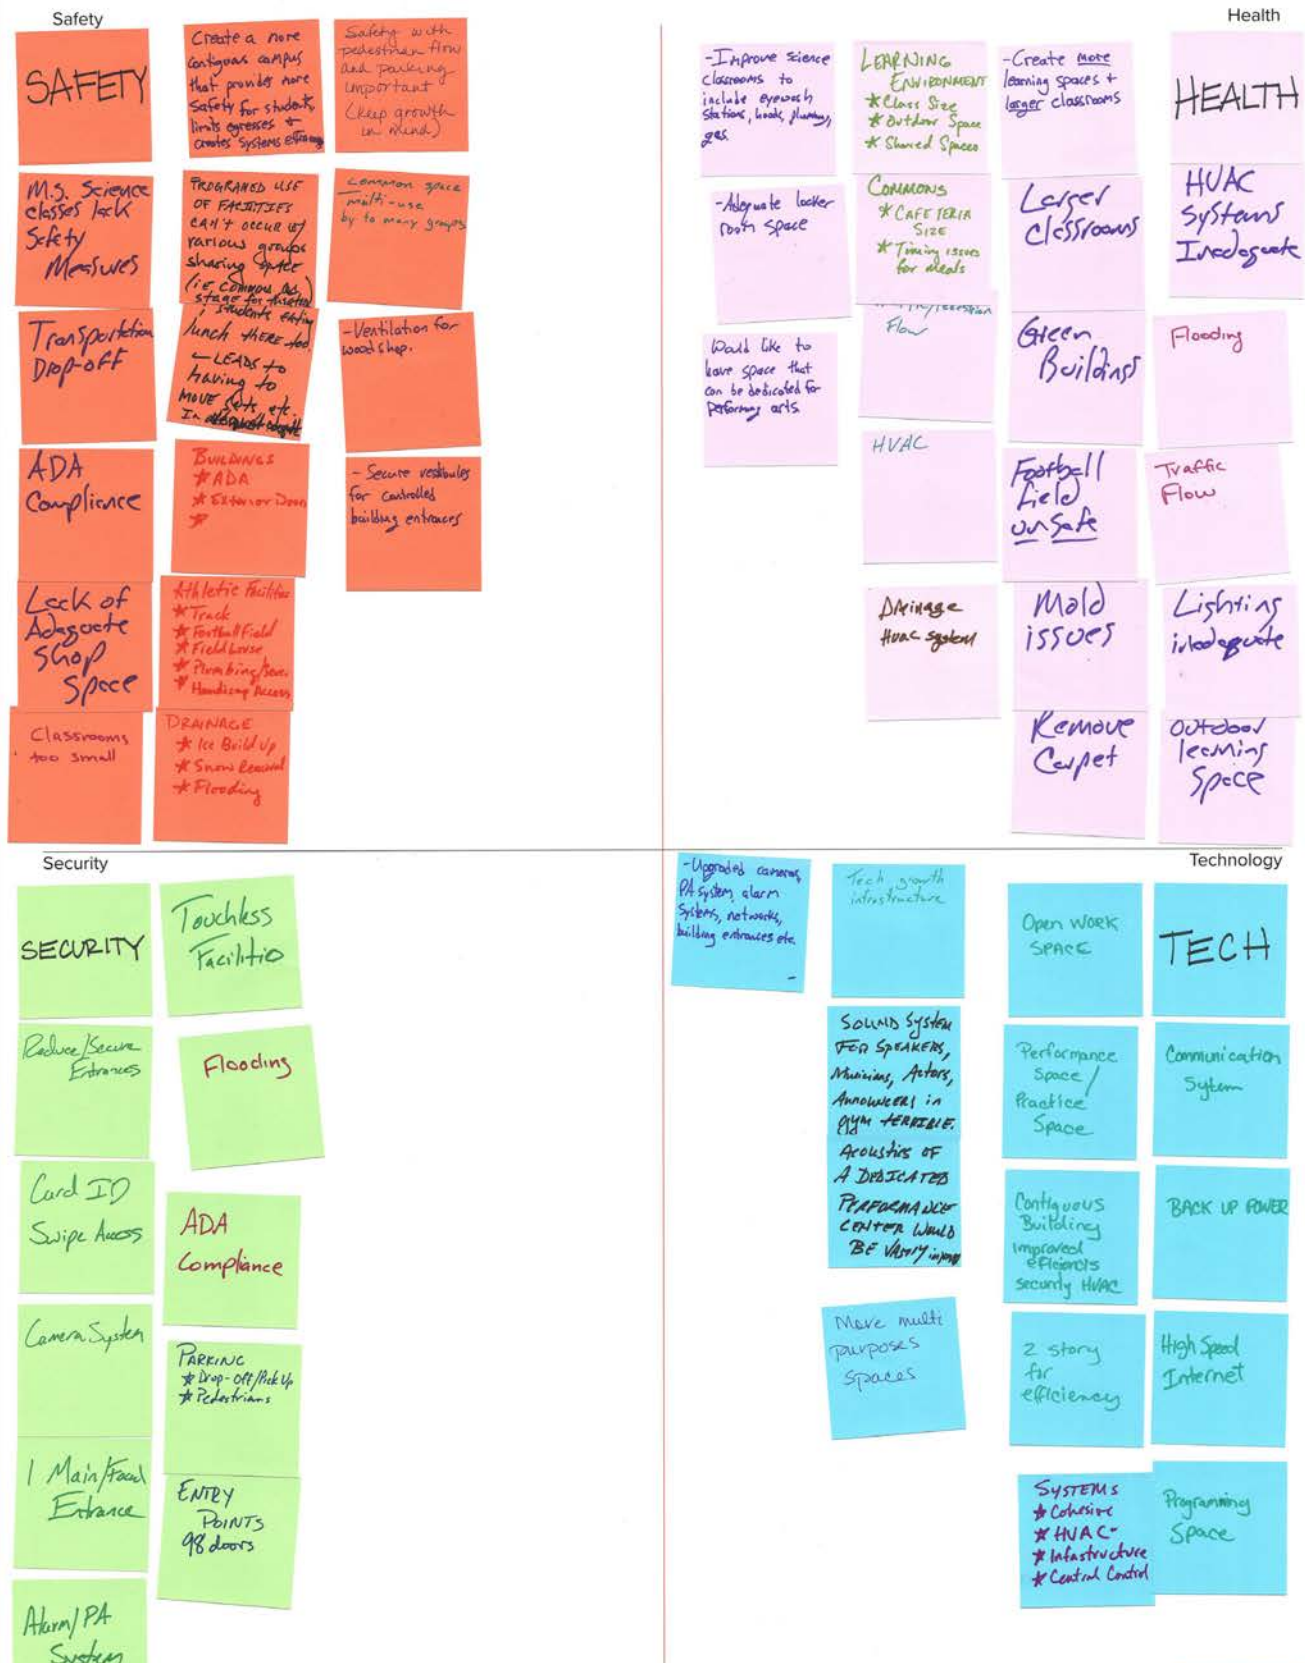 Safety
SAFETY
M.S. Science
classes lack
Safety
Measures
Transportation
Drop-off
ADA
Compliance
Lack of
Adequate
Shop
Space
Classrooms
too small
Create a more
contiguous campus
that provides more
Safety for students,
limits egresses +
creates systems
PROGRAMED USE
OF FACILITIES
CAN'T OCCUR W/
various groups
sharing space
(i.e. commons as
stage for theater
students eating
lunch THERE too.
- LEADS to
having to
MOVE sets, etc.
In
BUILDINGS
* ADA
* Exterior Doors
*
Athletic Facilities
* Track
* Football Field
* Field House
* Plumbing/Sewer
* Handicap Access
DRAINAGE
* Ice Build Up
* Snow Removal
* Flooding
Safety with
pedestrian flow
and parking
important
(keep growth
in mind)
Common space
multi-use
by to many groups
- Ventilation for
woodshop.
- Secure vestibules
for controlled
building entrances
Health
- Improve science
classrooms to
include eyewash
stations, hoods, plumbing,
gas.
- Adequate locker
room space
Would like to
have space that
can be dedicated for
Performing arts.
LEARNING
ENVIRONMENT
* Class Size
* Outdoor Space
* Shared Spaces
COMMONS
* CAFETERIA
SIZE
* Timing issues
for meals
Flow
HVAC
Drainage
Hvac system
- Create more
learning spaces +
larger classrooms
Larger
Classrooms
Green
Buildings
Football
field
unsafe
Mold
issues
Remove
Carpet
HEALTH
HVAC
Systems
Inadequate
Flooding
Traffic
Flow
Lighting
inadequate
Outdoor
learning
Space
Security
SECURITY
Reduce/Secure
Entrances
Card ID
Swipe Access
Camera System
1 Main/Focal
Entrance
Alarm/PA
System
Touchless
Facilitio
Flooding
ADA
Compliance
PARKING
* Drop-Off/Pick Up
* Pedestrians
ENTRY
POINTS
98 doors
Technology
- Upgraded cameras,
PA system, alarm
systems, networks,
building entrances etc.
Tech growth
infrastructure
SOUND System
FOR SPEAKERS,
Musicians, Actors,
ANNOUNCERS in
gym tERRIBLE.
Acoustics OF
A DEDICATED
PERFORMANCE
CENTER WOULD
BE VAStly
More multi
purposes
spaces
Open WORK
SPACE
Performance
Space/
Practice
Space
Contiguous
Building
improved
security HVAC
2 story
for
efficiency
SYSTEMS
* Cohesive
* HVAC
* Infastructure
* Central Control
TECH
Communication
Sytem
BACK UP POWER
High Speed
Internet
Programming
Space